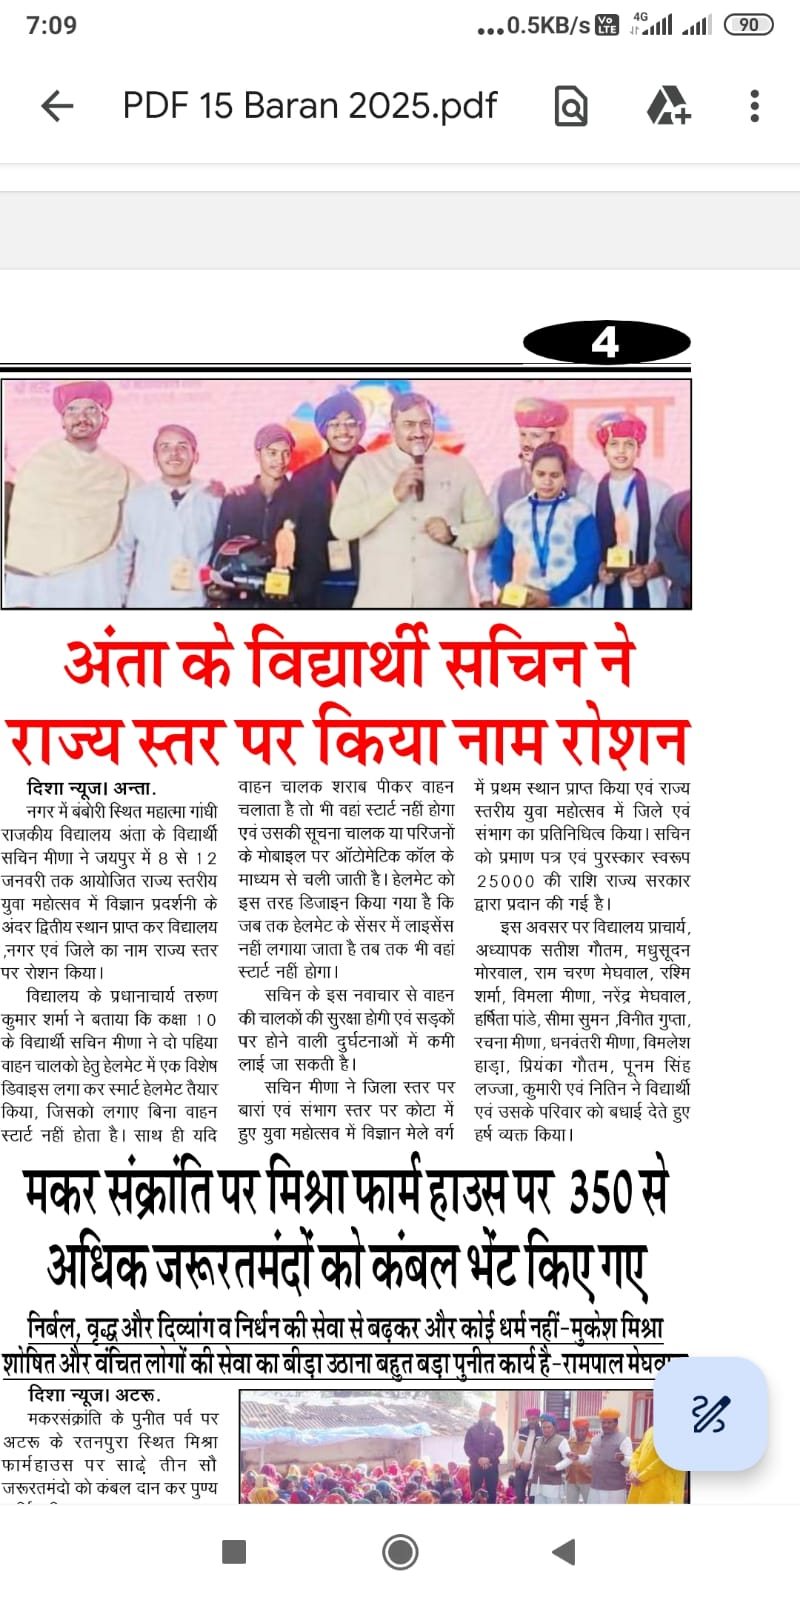 7:09
...0.5KB/s Vo LTE 4G 90
PDF 15 Baran 2025.pdf
4
अंता के विद्यार्थी सचिन ने
राज्य स्तर पर किया नाम रोशन
दिशा न्यूज। अन्ता.
नगर में बंबोरी स्थित महात्मा गांधी
राजकीय विद्यालय अंता के विद्यार्थी
सचिन मीणा ने जयपुर में 8 से 12
जनवरी तक आयोजित राज्य स्तरीय
युवा महोत्सव में विज्ञान प्रदर्शनी के
अंदर द्वितीय स्थान प्राप्त कर विद्यालय
,नगर एवं जिले का नाम राज्य स्तर
पर रोशन किया।
विद्यालय के प्रधानाचार्य तरुण
कुमार शर्मा ने बताया कि कक्षा 10
के विद्यार्थी सचिन मीणा ने दो पहिया
वाहन चालको हेतु हेलमेट में एक विशेष
डिवाइस लगा कर स्मार्ट हेलमेट तैयार
किया, जिसको लगाए बिना वाहन
स्टार्ट नहीं होता है। साथ ही यदि
वाहन चालक शराब पीकर वाहन
चलाता है तो भी वहां स्टार्ट नहीं होगा
एवं उसकी सूचना चालक या परिजनों
के मोबाइल पर ऑटोमेटिक कॉल के
माध्यम से चली जाती है। हेलमेट को
इस तरह डिजाइन किया गया है कि
जब तक हेलमेट के सेंसर में लाइसेंस
नहीं लगाया जाता है तब तक भी वहां
स्टार्ट नहीं होगा।
सचिन के इस नवाचार से वाहन
की चालकों की सुरक्षा होगी एवं सड़कों
पर होने वाली दुर्घटनाओं में कमी
लाई जा सकती है।
सचिन मीणा ने जिला स्तर पर
बारां एवं संभाग स्तर पर कोटा में
हुए युवा महोत्सव में विज्ञान मेले वर्ग
में प्रथम स्थान प्राप्त किया एवं राज्य
स्तरीय युवा महोत्सव में जिले एवं
संभाग का प्रतिनिधित्व किया। सचिन
को प्रमाण पत्र एवं पुरस्कार स्वरूप
25000 की राशि राज्य सरकार
द्वारा प्रदान की गई है।
इस अवसर पर विद्यालय प्राचार्य,
अध्यापक सतीश गौतम, मधुसूदन
मोरवाल, राम चरण मेघवाल, रश्मि
शर्मा, विमला मीणा, नरेंद्र मेघवाल,
हर्षिता पांडे, सीमा सुमन ,विनीत गुप्ता,
रचना मीणा, धनवंतरी मीणा, विमलेश
हाड़ा, प्रियंका गौतम, पूनम सिंह
लज्जा, कुमारी एवं नितिन ने विद्यार्थी
एवं उसके परिवार को बधाई देते हुए
हर्ष व्यक्त किया।
मकर संक्रांति पर मिश्रा फार्म हाउस पर 350 से
अधिक जरूरतमंदों को कंबल भेंट किए गए
निर्बल, वृद्ध और दिव्यांग व निर्धन की सेवा से बढ़कर और कोई धर्म नहीं-मुकेश मिश्रा
शोषित और वंचित लोगों की सेवा का बीड़ा उठाना बहुत बड़ा पुनीत कार्य है-रामपाल
दिशा न्यूज। अटरू.
मकरसंक्रांति के पुनीत पर्व पर
अटरू के रतनपुरा स्थित मिश्रा
फार्महाउस पर साढ़े तीन सौ
जरूरतमंदो को कंबल दान कर पुण्य